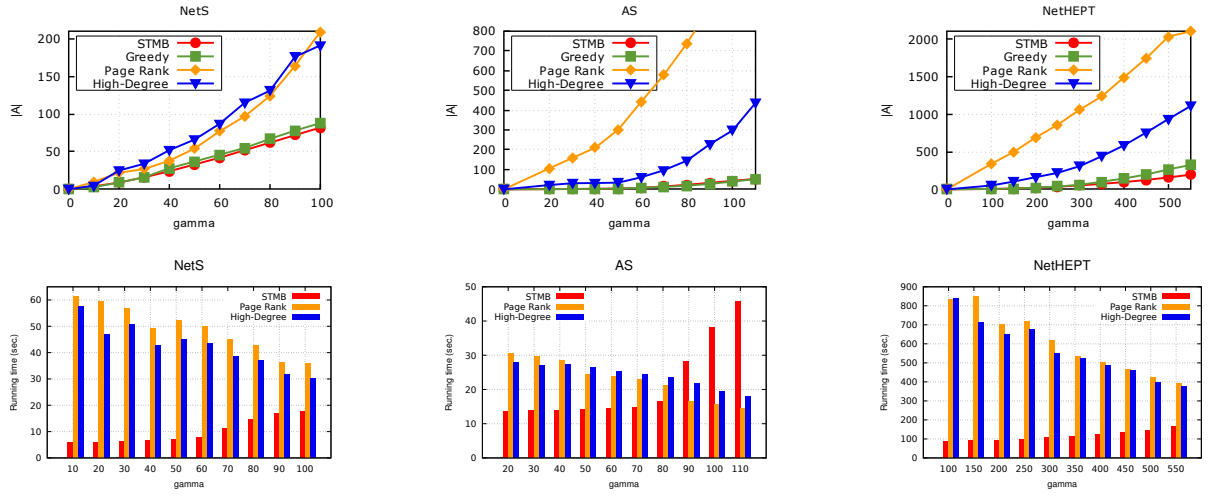 NetS
|A|
200
150
100
50
0
STMB
Greedy
Page Rank
High-Degree
0 20 40 60 80 100
gamma
AS
|A|
800
700
600
500
400
300
200
100
0
STMB
Greedy
Page Rank
High-Degree
0 20 40 60 80 100
gamma
NetHEPT
|A|
2000
1500
1000
500
0
STMB
Greedy
Page Rank
High-Degree
0 100 200 300 400 500
gamma
NetS
Running time (sec.)
60
50
40
30
20
10
0
STMB
Page Rank
High-Degree
10 20 30 40 50 60 70 80 90 100
gamma
AS
Running time (sec.)
50
40
30
20
10
0
STMB
Page Rank
High-Degree
20 30 40 50 60 70 80 90 100 110
gamma
NetHEPT
Running time (sec.)
900
800
700
600
500
400
300
200
100
0
STMB
Page Rank
High-Degree
100 150 200 250 300 350 400 450 500 550
gamma